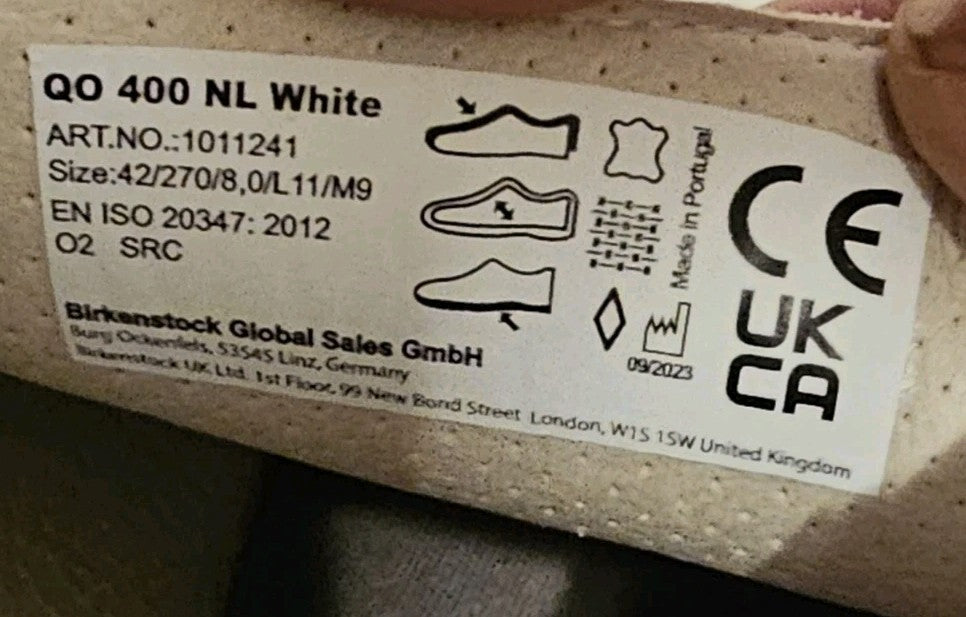 QO 400 NL White
ART.NO.:1011241
Size:42/270/8,0/L11/M9
EN ISO 20347: 2012
O2 SRC
Birkenstock Global Sales GmbH
Burg Ockenfels, 53545 Linz, Germany
Birkenstock UK Ltd. 1st Floor, 99 New Bond Street London, W1S 1SW United Kingdom
Made in Portugal
09/2023
CE
UK
CA